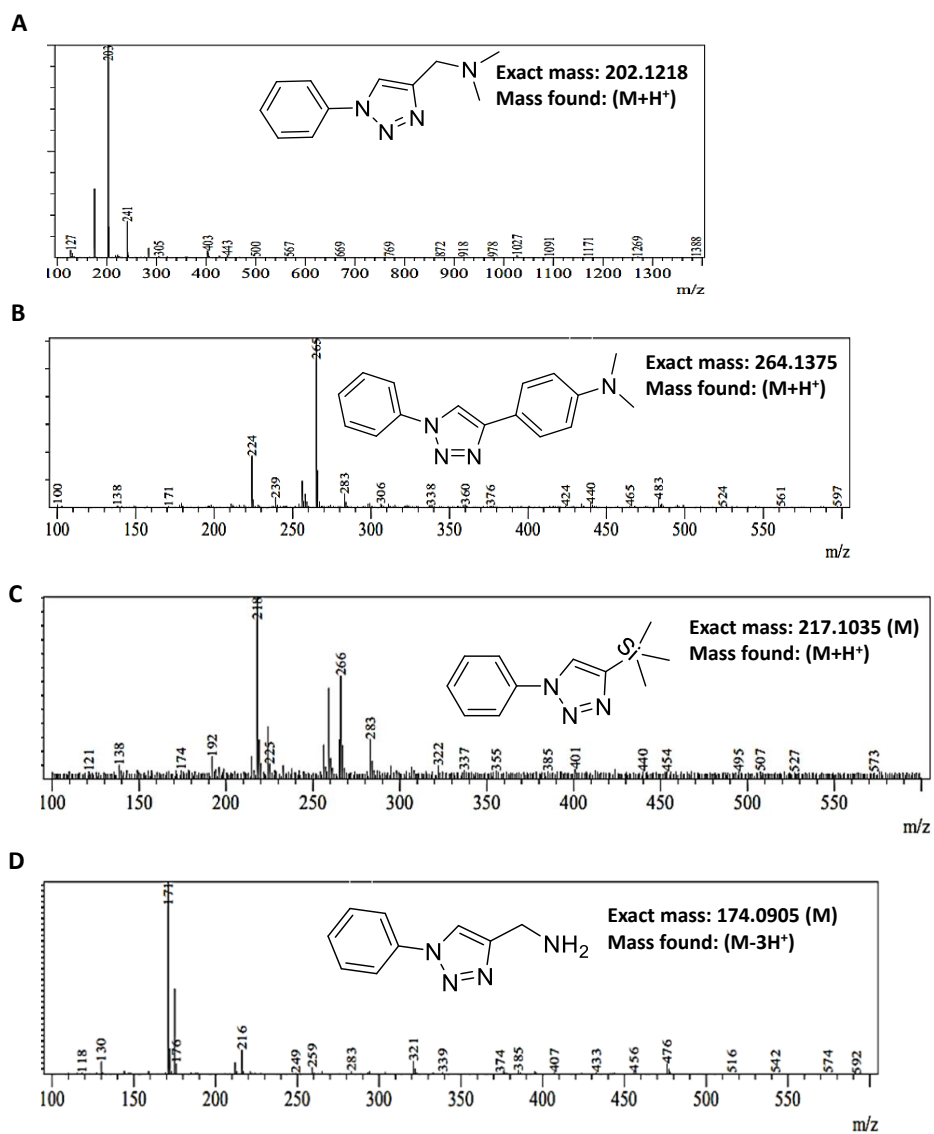 A
203
N
N
N
N
Exact mass: 202.1218
Mass found: (M+H⁺)
127
241
305
403
443
500
567
669
769
872
918
978
1027
1091
1171
1269
1388
100 200 300 400 500 600 700 800 900 1000 1100 1200 1300
m/z
B
265
N
N
N
N
Exact mass: 264.1375
Mass found: (M+H⁺)
100
138
171
224
239
283
306
338
360
376
424
440
465
483
524
561
597
100 150 200 250 300 350 400 450 500 550
m/z
C
218
Si
N
N
N
Exact mass: 217.1035 (M)
Mass found: (M+H⁺)
121
138
174
192
225
266
283
322
337
355
385
401
440
454
495
507
527
573
100 150 200 250 300 350 400 450 500 550
m/z
D
171
NH₂
N
N
N
Exact mass: 174.0905 (M)
Mass found: (M-3H⁺)
118
130
176
216
249
259
283
321
339
374
385
407
433
456
476
516
542
574
592
100 150 200 250 300 350 400 450 500 550
m/z